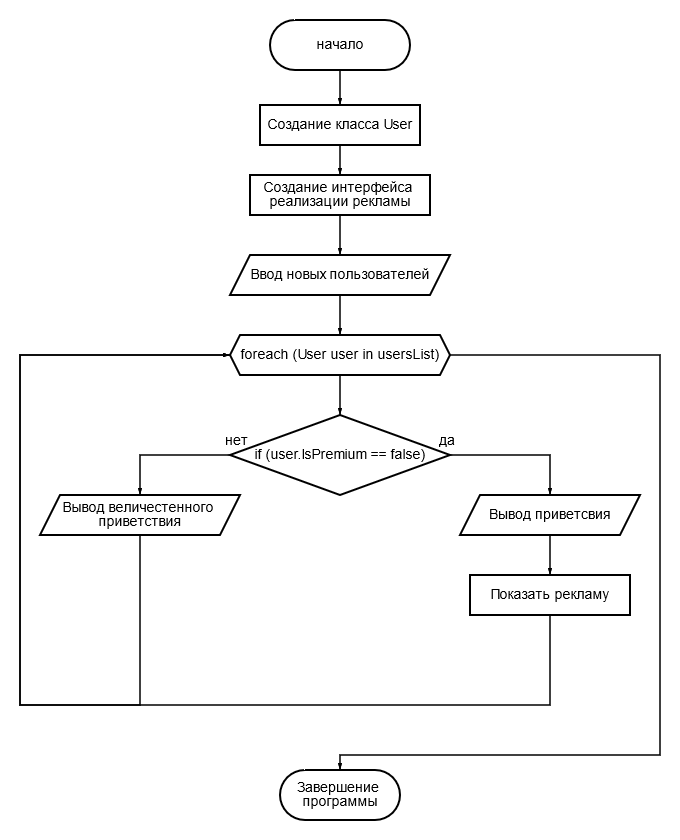 начало
Создание класса User
Создание интерфейса
реализации рекламы
Ввод новых пользователей
foreach (User user in usersList)
нет
да
if (user.IsPremium == false)
Вывод величестенного
приветствия
Вывод приветсвия
Показать рекламу
Завершение
программы